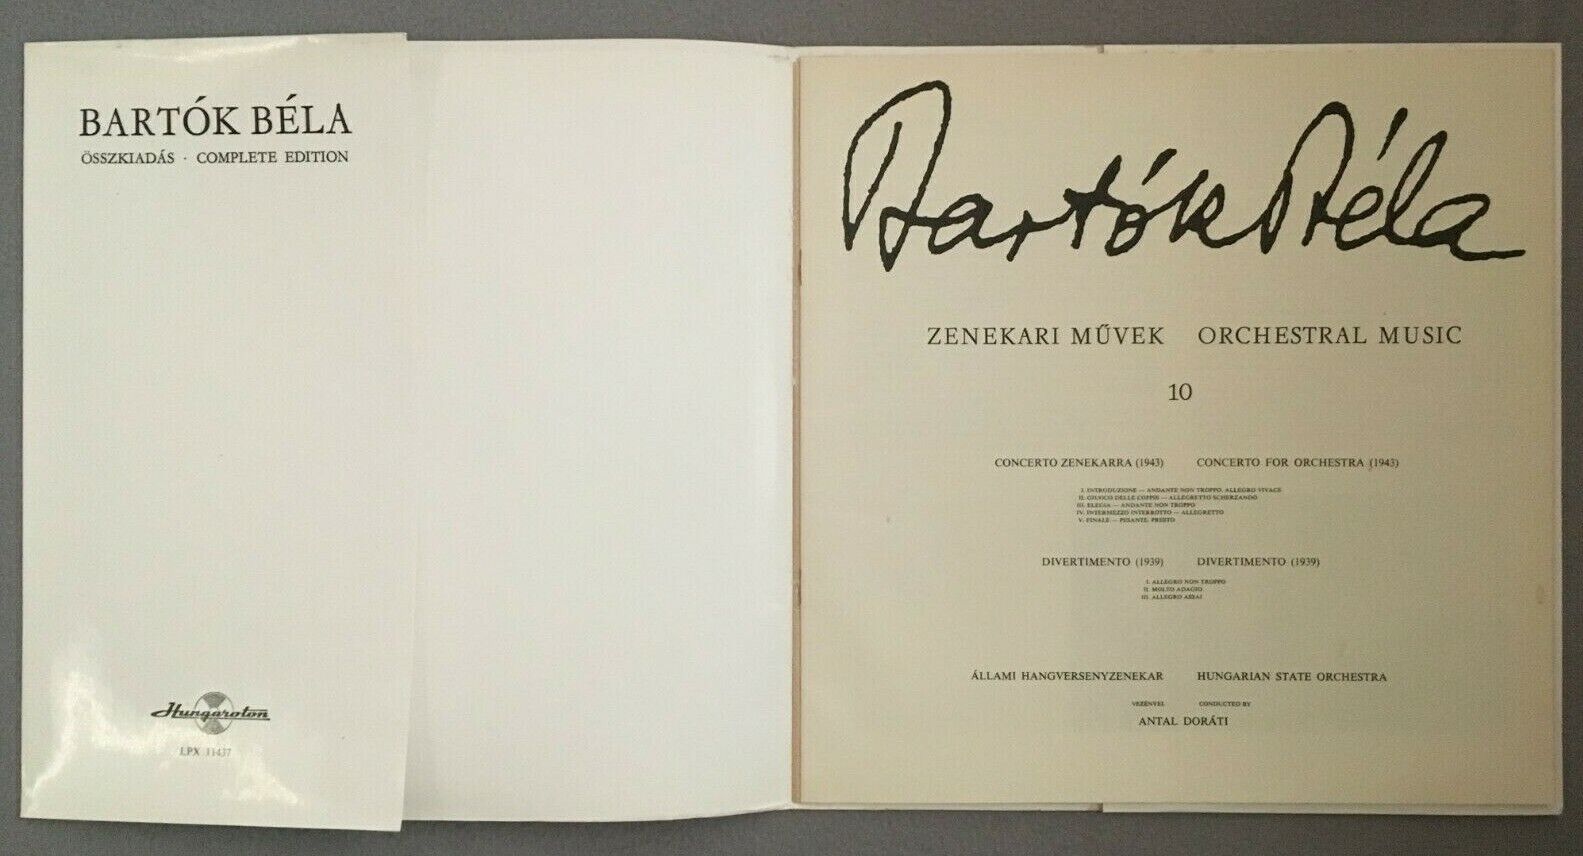 BARTÓK BÉLA
ÖSSZKIADÁS · COMPLETE EDITION
Hungaroton
LPX 11437
Bartók Béla
ZENEKARI MŰVEK ORCHESTRAL MUSIC
10
CONCERTO ZENEKARRA (1943) CONCERTO FOR ORCHESTRA (1943)
I. INTRODUZIONE — ANDANTE NON TROPPO, ALLEGRO VIVACE
II. GIUOCO DELLE COPPIE — ALLEGRETTO SCHERZANDO
III. ELEGIA — ANDANTE NON TROPPO
IV. INTERMEZZO INTERROTTO — ALLEGRETTO
V. FINALE — PESANTE, PRESTO
DIVERTIMENTO (1939) DIVERTIMENTO (1939)
I. ALLEGRO NON TROPPO
II. MOLTO ADAGIO
III. ALLEGRO ASSAI
ÁLLAMI HANGVERSENYZENEKAR HUNGARIAN STATE ORCHESTRA
VEZÉNYEL CONDUCTED BY
ANTAL DORÁTI